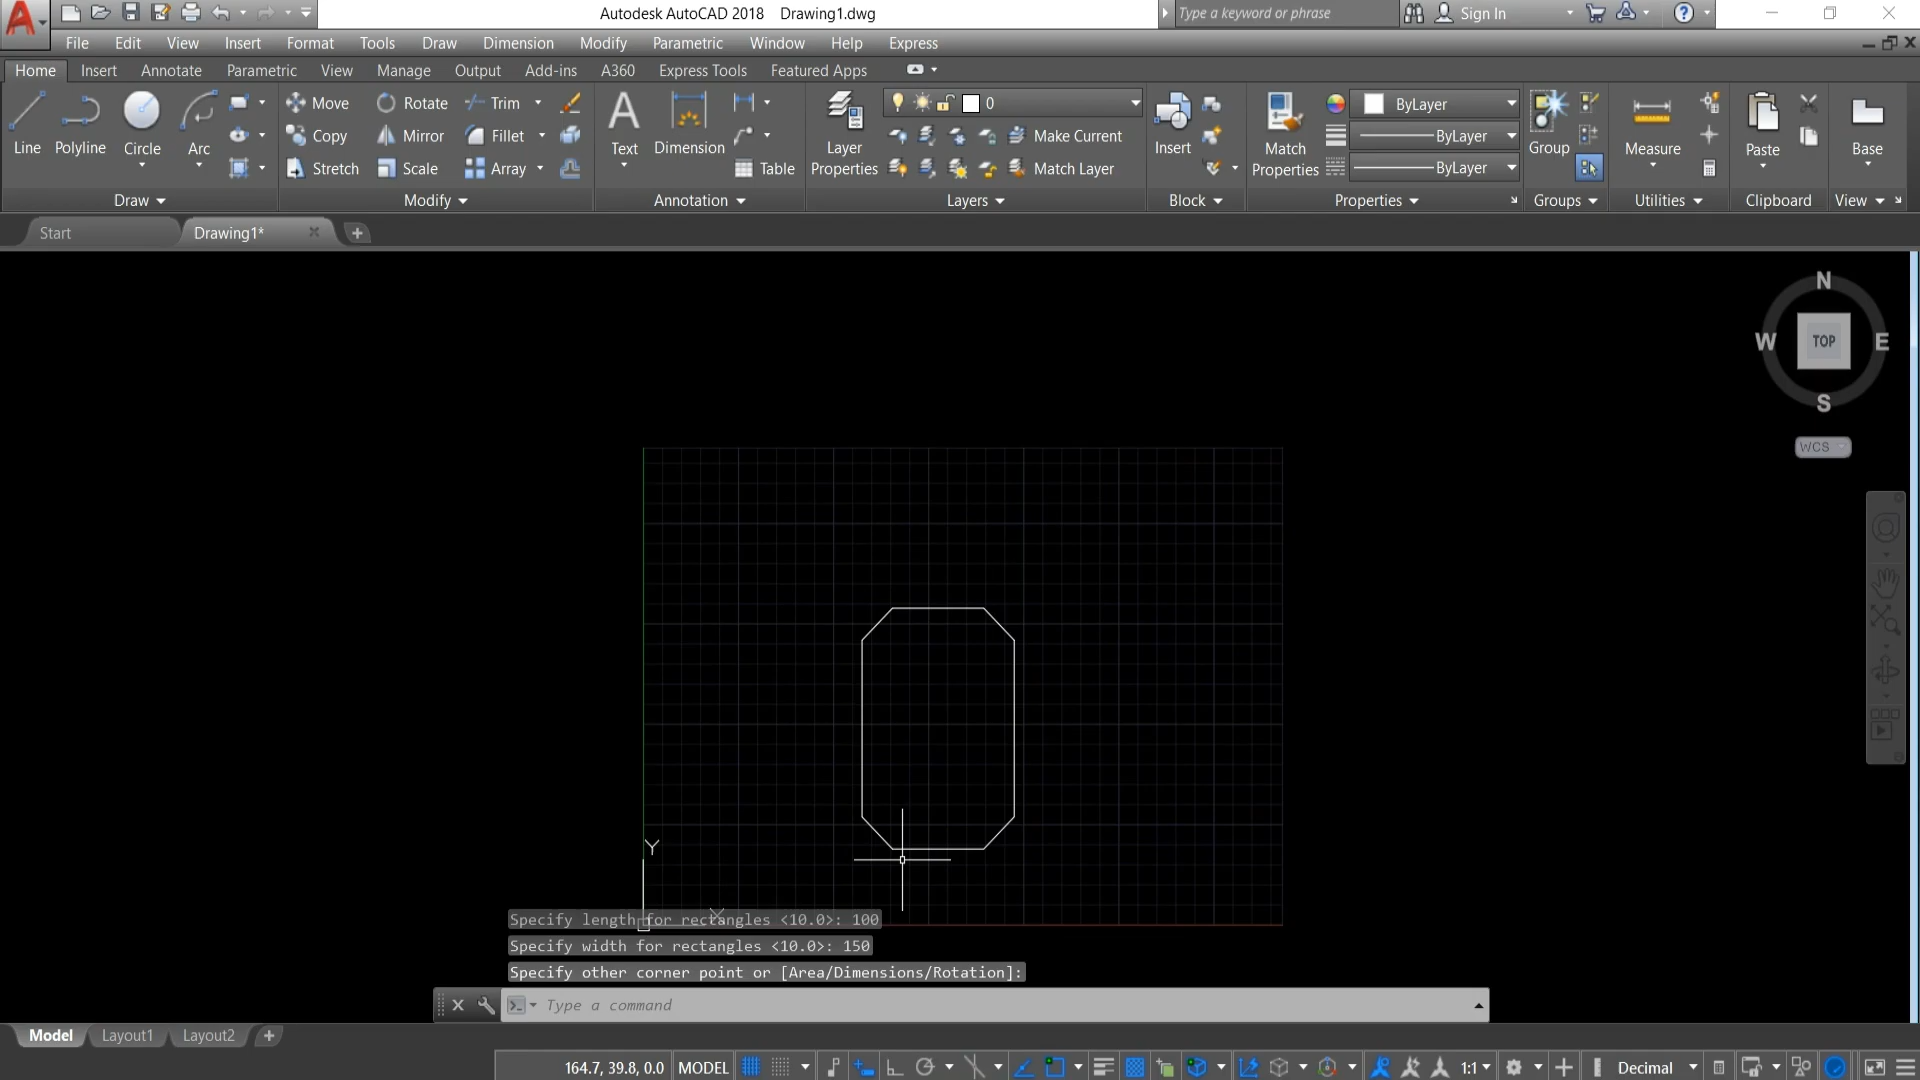 Autodesk AutoCAD 2018 Drawing1.dwg
Type a keyword or phrase
Sign In
File Edit View Insert Format Tools Draw Dimension Modify Parametric Window Help Express
Home Insert Annotate Parametric View Manage Output Add-ins A360 Express Tools Featured Apps
Move Rotate Trim
0
ByLayer
Copy Mirror Fillet
Make Current
ByLayer
Line Polyline Circle Arc
Text Dimension
Layer Properties
Insert
Match Properties
Group
Measure
Paste
Base
Stretch Scale Array
Table
Match Layer
ByLayer
Draw Modify Annotation Layers Block Properties Groups Utilities Clipboard View
Start Drawing1*
N
W TOP E
S
WCS
Y
X
Specify length for rectangles <10.0>: 100
Specify width for rectangles <10.0>: 150
Specify other corner point or [Area/Dimensions/Rotation]:
Type a command
Model Layout1 Layout2
164.7, 39.8, 0.0 MODEL 1:1 Decimal